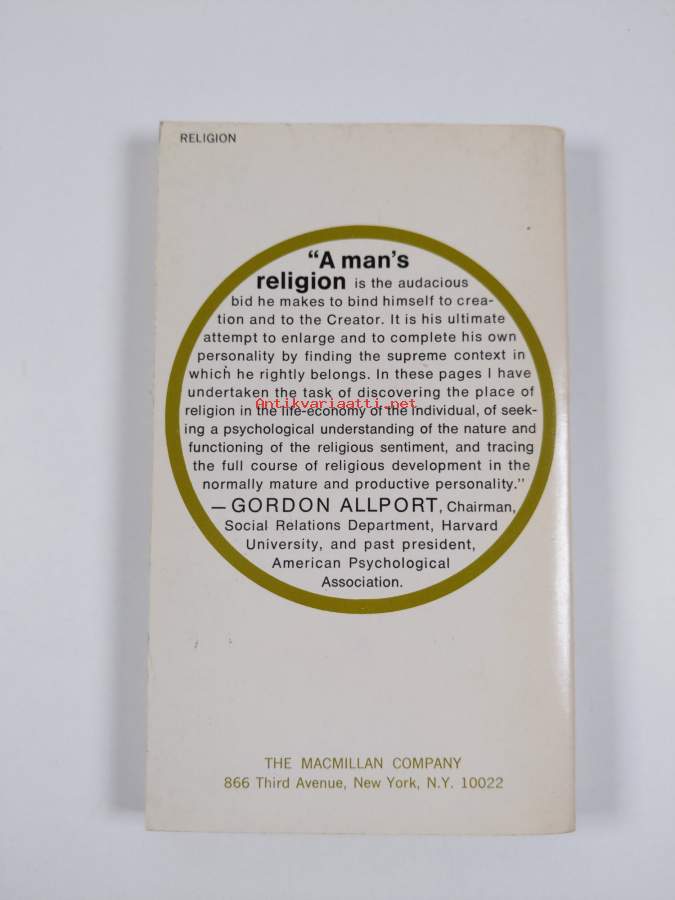 RELIGION
“A man's
religion is the audacious
bid he makes to bind himself to crea-
tion and to the Creator. It is his ultimate
attempt to enlarge and to complete his own
personality by finding the supreme context in
which he rightly belongs. In these pages I have
undertaken the task of discovering the place of
religion in the life-economy of the individual, of seek-
Antikvariaatti.net
ing a psychological understanding of the nature and
functioning of the religious sentiment, and tracing
the full course of religious development in the
normally mature and productive personality.”
— GORDON ALLPORT, Chairman,
Social Relations Department, Harvard
University, and past president,
American Psychological
Association.
THE MACMILLAN COMPANY
866 Third Avenue, New York, N.Y. 10022